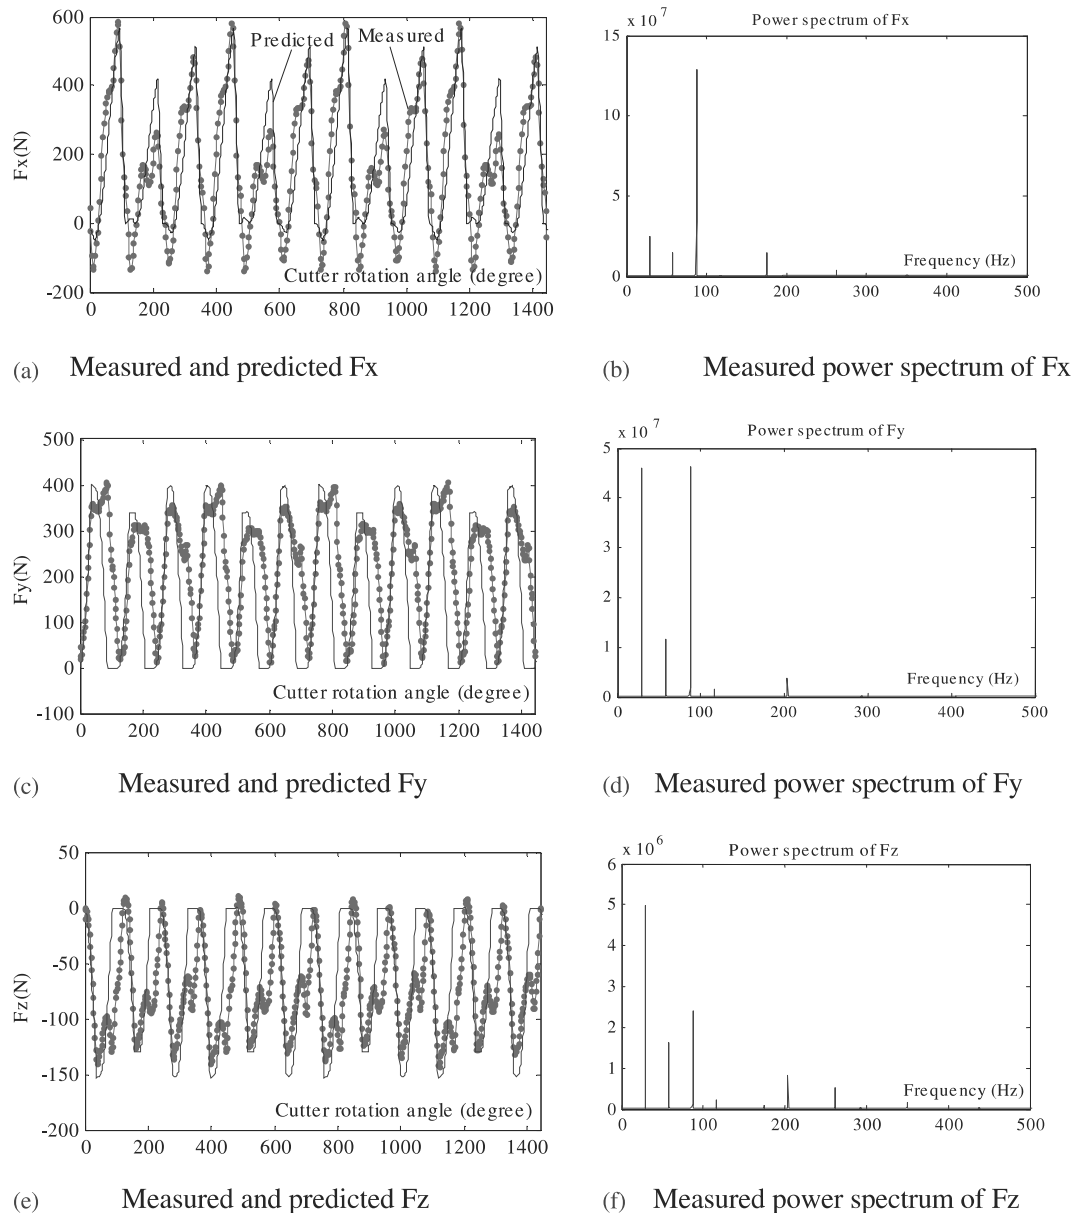 600
400
200
0
-200
Fx(N)
Predicted
Measured
Cutter rotation angle (degree)
0 200 400 600 800 1000 1200 1400
(a) Measured and predicted Fx
x 10^7
Power spectrum of Fx
15
10
5
0
Frequency (Hz)
0 100 200 300 400 500
(b) Measured power spectrum of Fx
500
400
300
200
100
0
-100
Fy(N)
Cutter rotation angle (degree)
0 200 400 600 800 1000 1200 1400
(c) Measured and predicted Fy
x 10^7
Power spectrum of Fy
5
4
3
2
1
0
Frequency (Hz)
0 100 200 300 400 500
(d) Measured power spectrum of Fy
50
0
-50
-100
-150
-200
Fz(N)
Cutter rotation angle (degree)
0 200 400 600 800 1000 1200 1400
(e) Measured and predicted Fz
x 10^6
Power spectrum of Fz
6
5
4
3
2
1
0
Frequency (Hz)
0 100 200 300 400 500
(f) Measured power spectrum of Fz